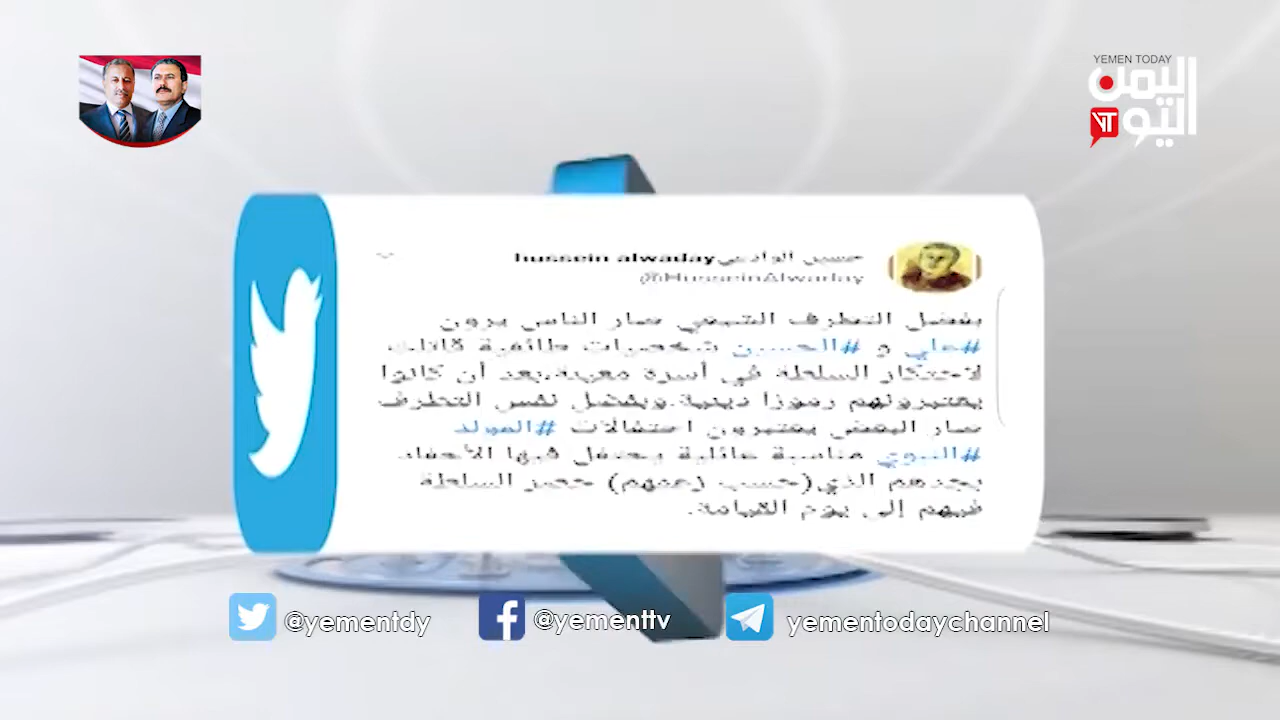 YEMEN TODAY
اليمن
اليوم
حسين الوادعي hussein alwaday
@HusseinAlwaday
بفضل التطرف الشيعي صار الناس يرون
#علي و #الحسين شخصيات طائفية قاتلت
لاحتكار السلطة في أسرة معينة،بعد أن كانوا
يعتبرونهم رموزا دينية.وبفضل نفس التطرف
صار البعض يعتبرون احتفالات #المولد
#النبوي مناسبة عائلية يحتفل فيها الأحفاد
بجدهم الذي(حسب زعمهم) حصر السلطة
فيهم إلى يوم القيامة.
@yementdy
@yementtv
yementodaychannel